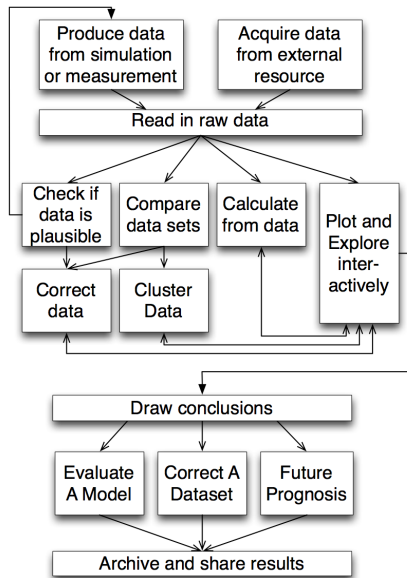 Produce data
from simulation
or measurement
Acquire data
from external
resource
Read in raw data
Check if
data is
plausible
Compare
data sets
Calculate
from data
Plot and
Explore
inter-
actively
Correct
data
Cluster
Data
Draw conclusions
Evaluate
A Model
Correct A
Dataset
Future
Prognosis
Archive and share results